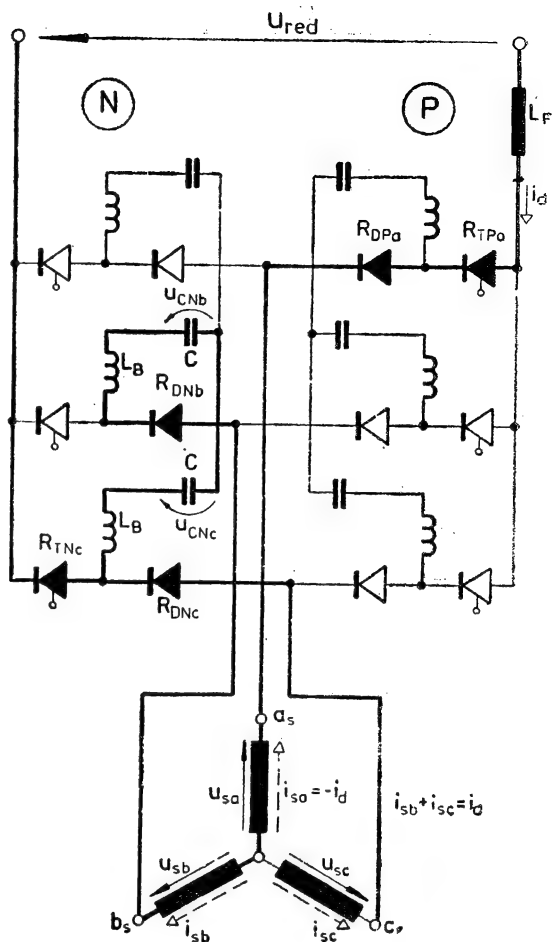 u_red
N
P
L_F
i_d
R_DPa
R_TPa
u_CNb
C
L_B
R_DNb
C
L_B
u_CNc
R_TNc
R_DNc
a_s
u_sa
i_sa = -i_d
i_sb + i_sc = i_d
u_sb
u_sc
b_s
i_sb
i_sc